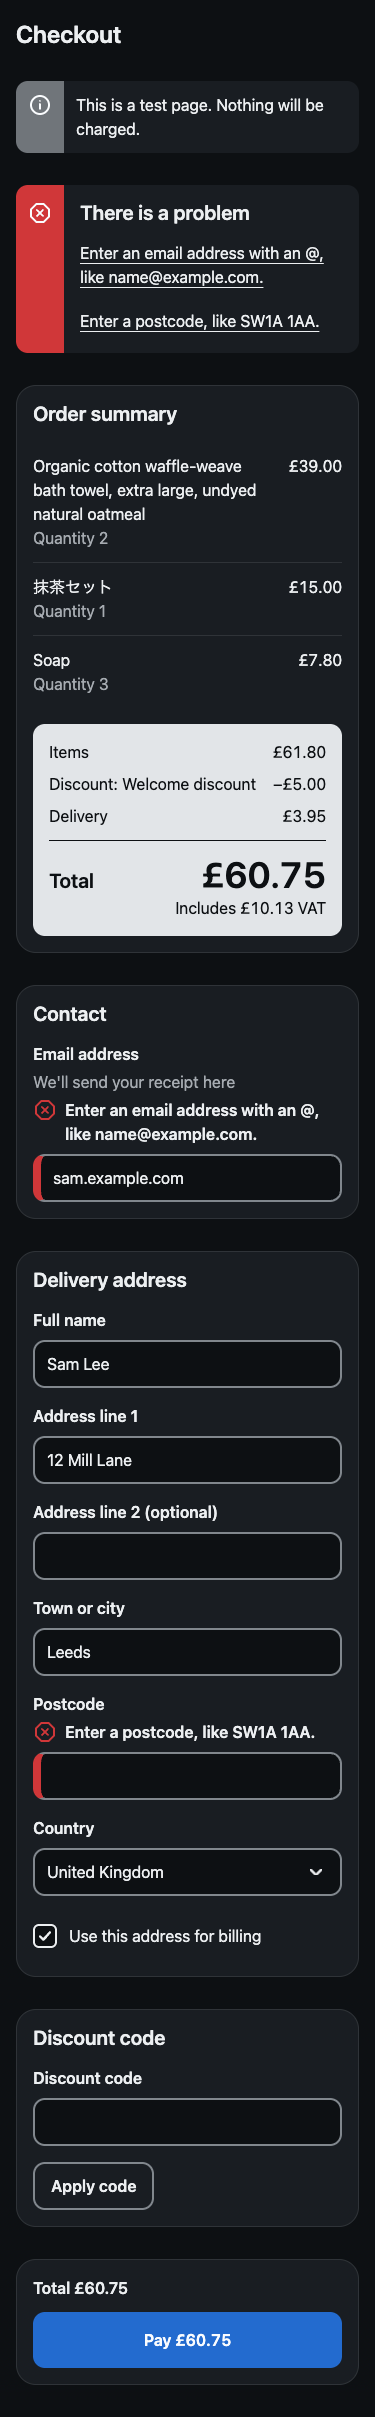 Checkout
This is a test page. Nothing will be
charged.
There is a problem
Enter an email address with an @,
like name@example.com.
Enter a postcode, like SW1A 1AA.
Order summary
Organic cotton waffle-weave £39.00
bath towel, extra large, undyed
natural oatmeal
Quantity 2
抹茶セット £15.00
Quantity 1
Soap £7.80
Quantity 3
Items £61.80
Discount: Welcome discount −£5.00
Delivery £3.95
Total £60.75
Includes £10.13 VAT
Contact
Email address
We'll send your receipt here
Enter an email address with an @,
like name@example.com.
sam.example.com
Delivery address
Full name
Sam Lee
Address line 1
12 Mill Lane
Address line 2 (optional)
Town or city
Leeds
Postcode
Enter a postcode, like SW1A 1AA.
Country
United Kingdom
Use this address for billing
Discount code
Discount code
Apply code
Total £60.75
Pay £60.75